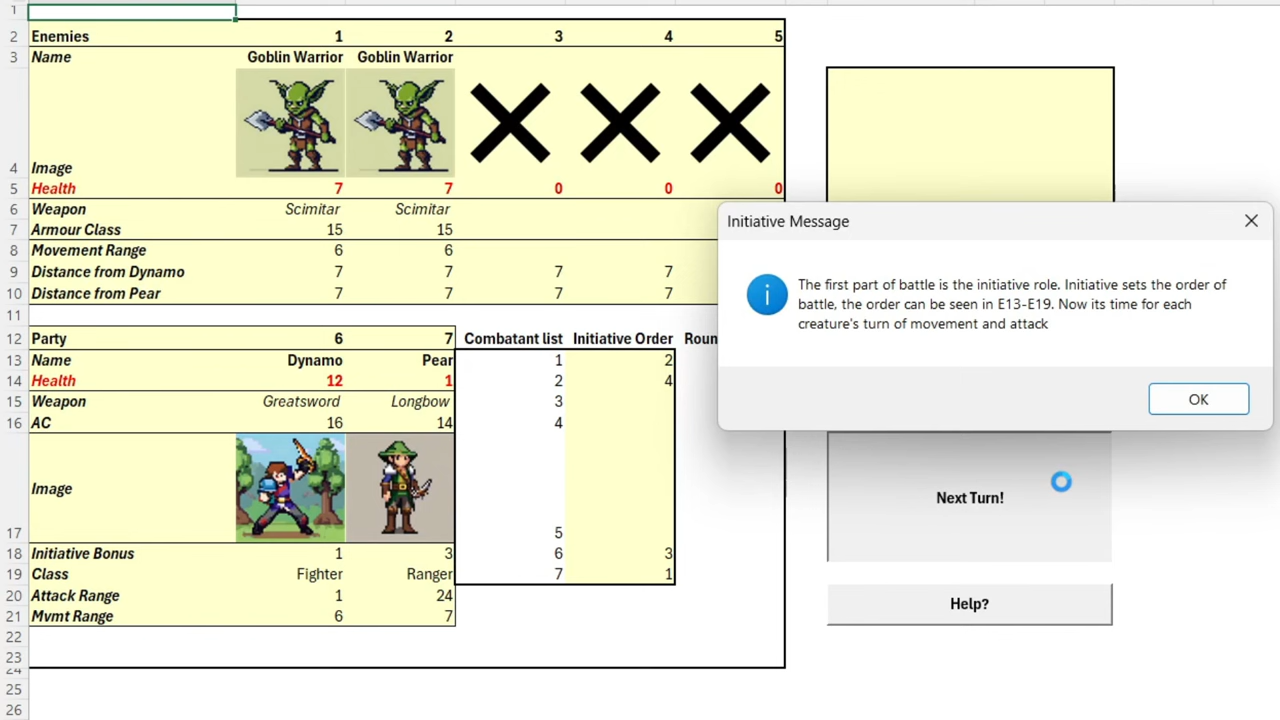 1
2 Enemies 1 2 3 4 5
3 Name Goblin Warrior Goblin Warrior
4 Image
5 Health 7 7 0 0 0
6 Weapon Scimitar Scimitar
7 Armour Class 15 15
8 Movement Range 6 6
9 Distance from Dynamo 7 7 7 7
10 Distance from Pear 7 7 7 7
11
12 Party 6 7 Combatant list Initiative Order Roun
13 Name Dynamo Pear 1 2
14 Health 12 1 2 4
15 Weapon Greatsword Longbow 3
16 AC 16 14 4
Image
17 5
18 Initiative Bonus 1 3 6 3
19 Class Fighter Ranger 7 1
20 Attack Range 1 24
21 Mvmt Range 6 7
22
23
24
25
26
Initiative Message
The first part of battle is the initiative role. Initiative sets the order of
battle, the order can be seen in E13-E19. Now its time for each
creature's turn of movement and attack
OK
Next Turn!
Help?